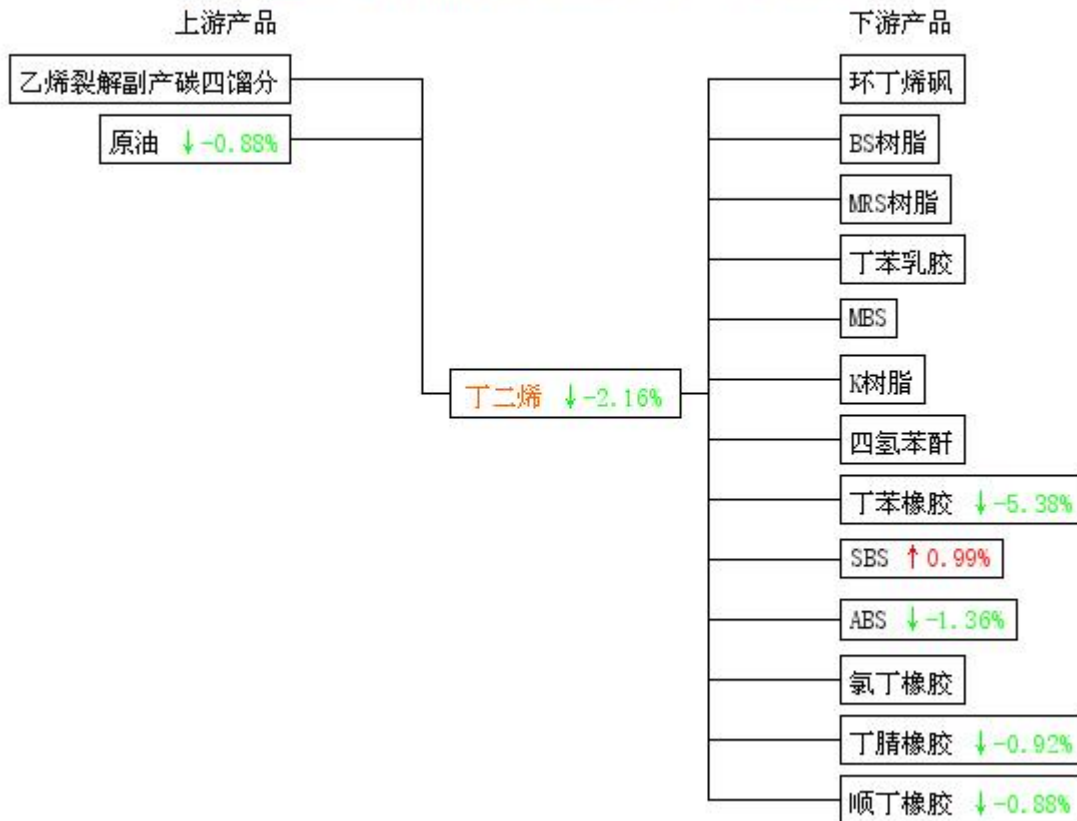 上游产品
下游产品
乙烯裂解副产碳四馏分
原油 ↓-0.88%
丁二烯 ↓-2.16%
环丁烯砜
BS树脂
MRS树脂
丁苯乳胶
MBS
K树脂
四氢苯酐
丁苯橡胶 ↓-5.38%
SBS ↑0.99%
ABS ↓-1.36%
氯丁橡胶
丁腈橡胶 ↓-0.92%
顺丁橡胶 ↓-0.88%